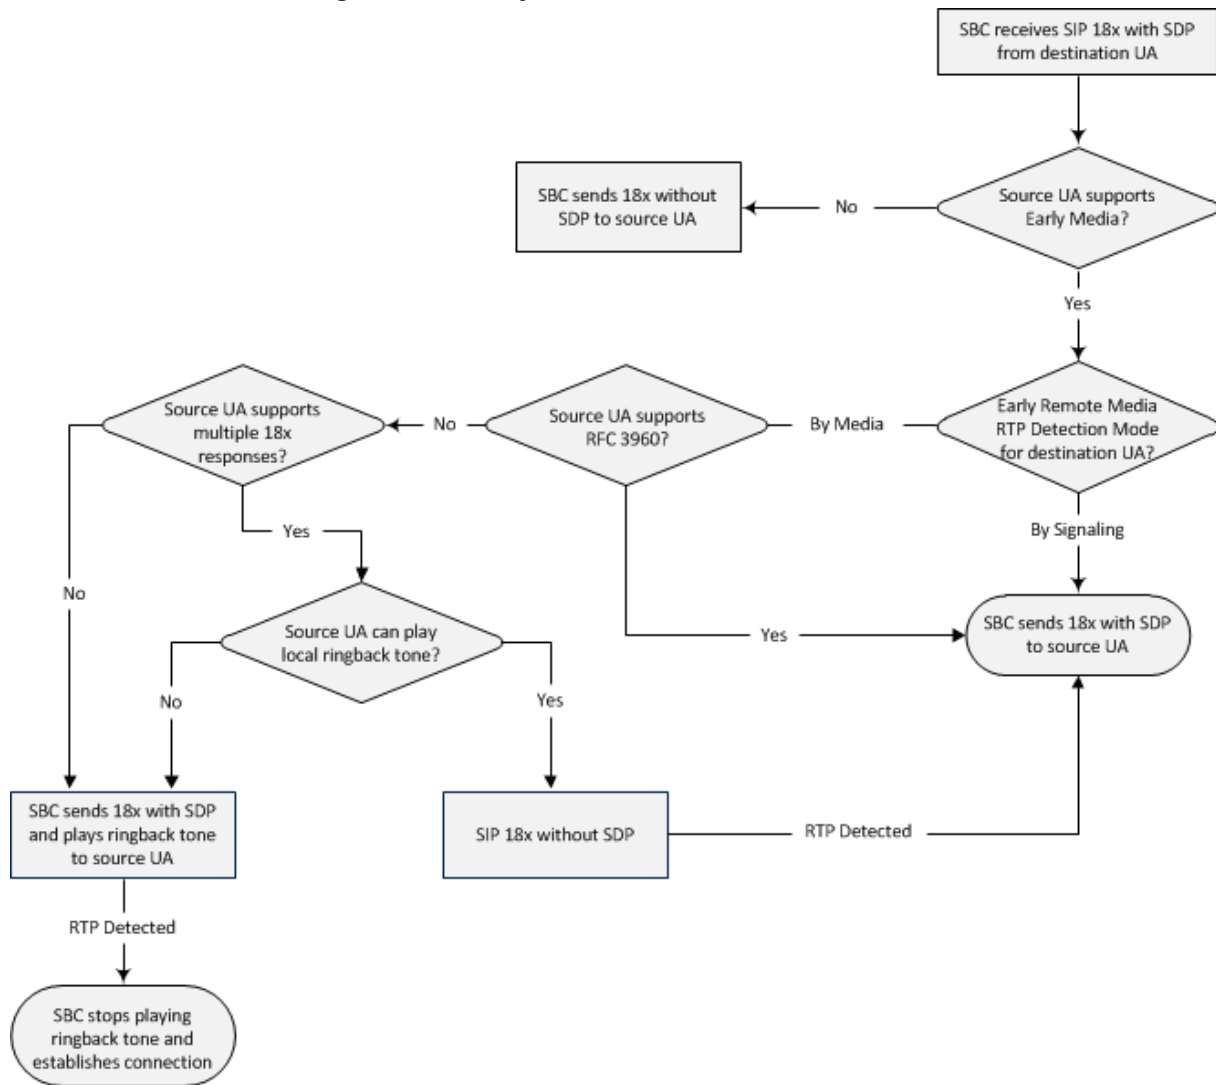 SBC receives SIP 18x with SDP
from destination UA
Source UA supports
Early Media?
No
SBC sends 18x without
SDP to source UA
Yes
Early Remote Media
RTP Detection Mode
for destination UA?
By Media
Source UA supports
RFC 3960?
No
Source UA supports
multiple 18x
responses?
By Signaling
Yes
No
Source UA can play
local ringback tone?
Yes
SBC sends 18x with SDP
to source UA
No
Yes
SBC sends 18x with SDP
and plays ringback tone
to source UA
SIP 18x without SDP
RTP Detected
RTP Detected
SBC stops playing
ringback tone and
establishes connection